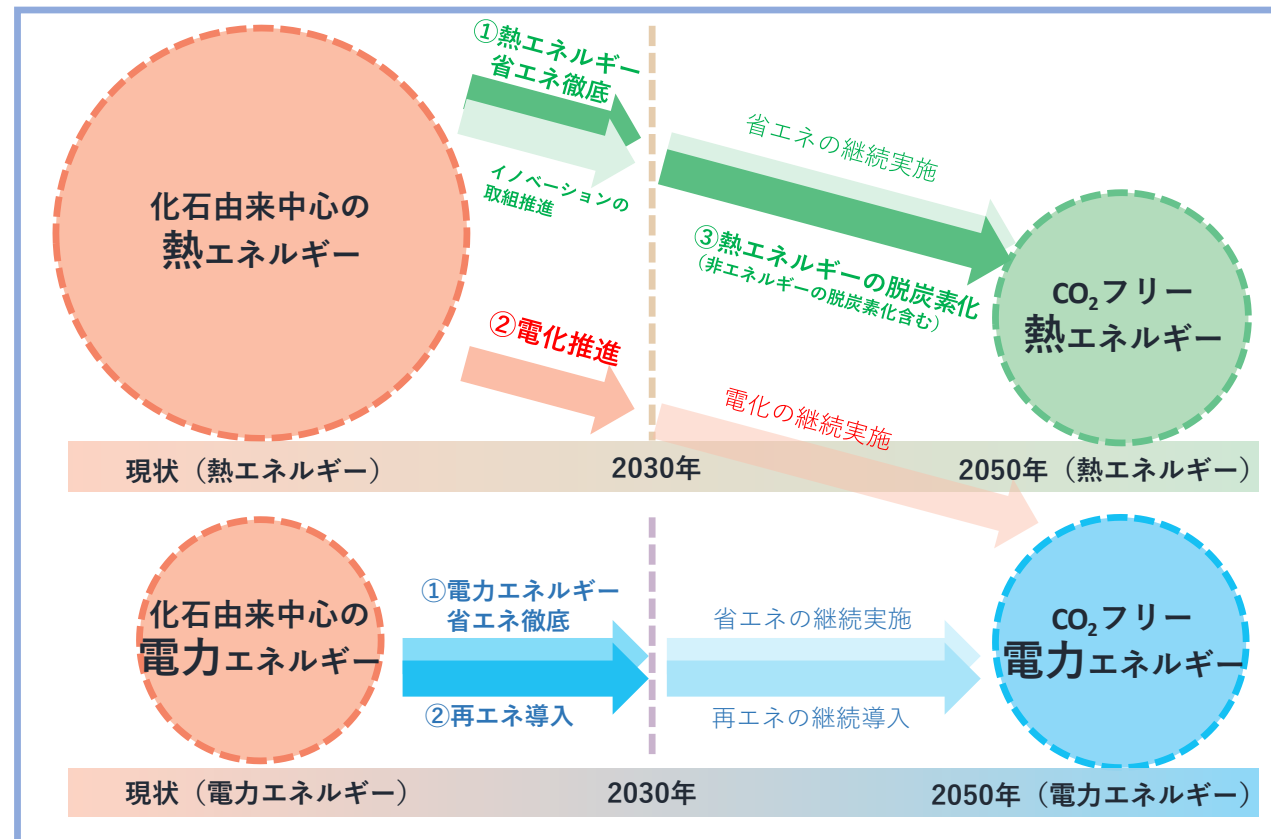 ①熱エネルギー
省エネ徹底
イノベーションの
取組推進
化石由来中心の
熱エネルギー
省エネの継続実施
③熱エネルギーの脱炭素化
（非エネルギーの脱炭素化含む）
CO₂フリー
熱エネルギー
②電化推進
電化の継続実施
現状（熱エネルギー）
2030年
2050年（熱エネルギー）
化石由来中心の
電力エネルギー
①電力エネルギー
省エネ徹底
②再エネ導入
省エネの継続実施
再エネの継続導入
CO₂フリー
電力エネルギー
現状（電力エネルギー）
2030年
2050年（電力エネルギー）